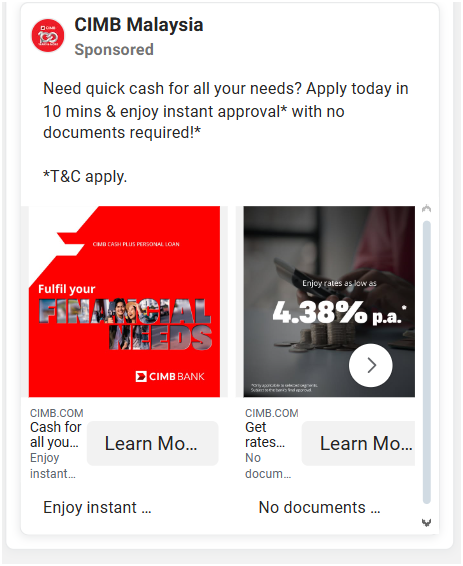 CIMB
100
CIMB Malaysia
Sponsored
Need quick cash for all your needs? Apply today in
10 mins & enjoy instant approval* with no
documents required!*
*T&C apply.
CIMB CASH PLUS PERSONAL LOAN
Fulfil your
FINANCIAL
NEEDS
CIMB BANK
Enjoy rates as low as
4.38% p.a.*
*Only applicable to selected segments.
Subject to the bank's final approval.
CIMB.COM
Cash for
all you...
Enjoy
instant...
Learn Mo...
CIMB.COM
Get
rates...
No
docum...
Learn Mo...
Enjoy instant ...
No documents ...